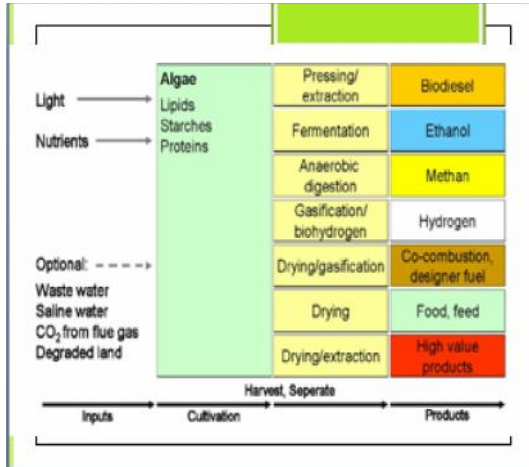 Light
Nutrients
Optional:
Waste water
Saline water
CO₂ from flue gas
Degraded land
Algae
Lipids
Starches
Proteins
Pressing/
extraction
Biodiesel
Fermentation
Ethanol
Anaerobic
digestion
Methan
Gasification/
biohydrogen
Hydrogen
Drying/gasification
Co-combustion,
designer fuel
Drying
Food, feed
Drying/extraction
High value
products
Harvest, Seperate
Inputs
Cultivation
Products